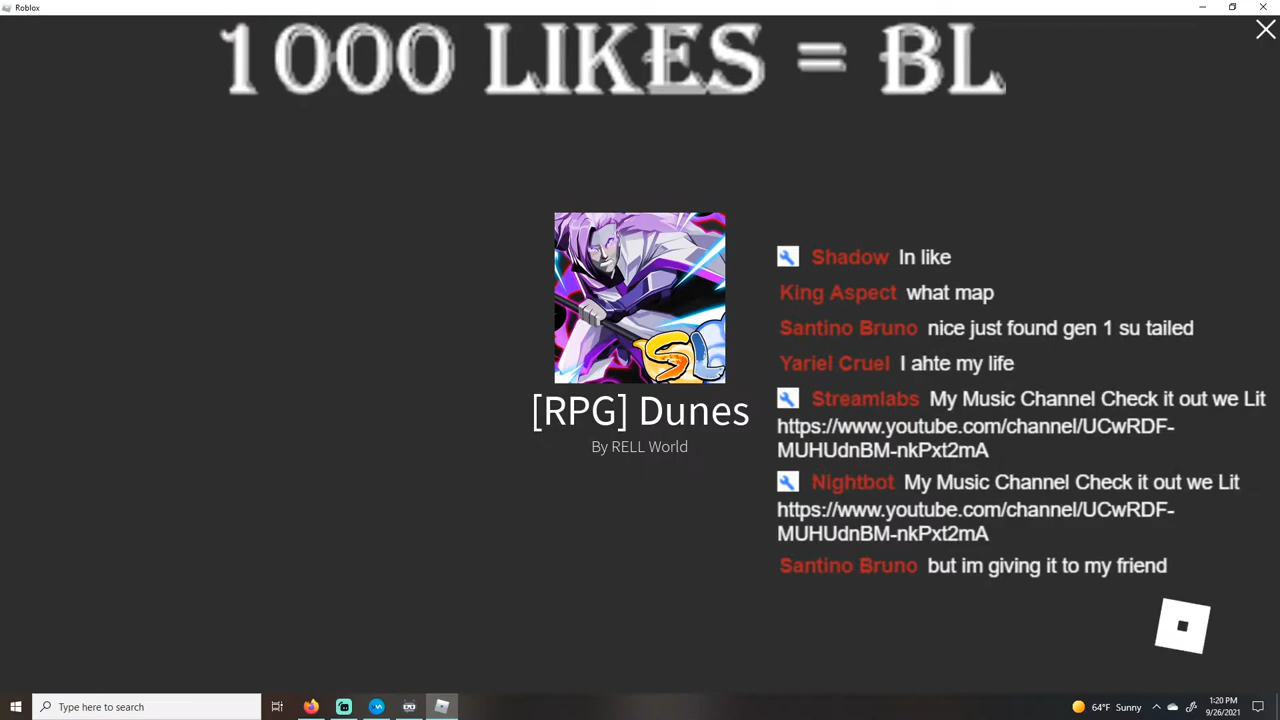 Roblox
1000 LIKES = BL
SL
[RPG] Dunes
By RELL World
Shadow In like
King Aspect what map
Santino Bruno nice just found gen 1 su tailed
Yariel Cruel I ahte my life
Streamlabs My Music Channel Check it out we Lit
https://www.youtube.com/channel/UCwRDF-
MUHUdnBM-nkPxt2mA
Nightbot My Music Channel Check it out we Lit
https://www.youtube.com/channel/UCwRDF-
MUHUdnBM-nkPxt2mA
Santino Bruno but im giving it to my friend
Type here to search
64°F Sunny
1:20 PM
9/26/2021